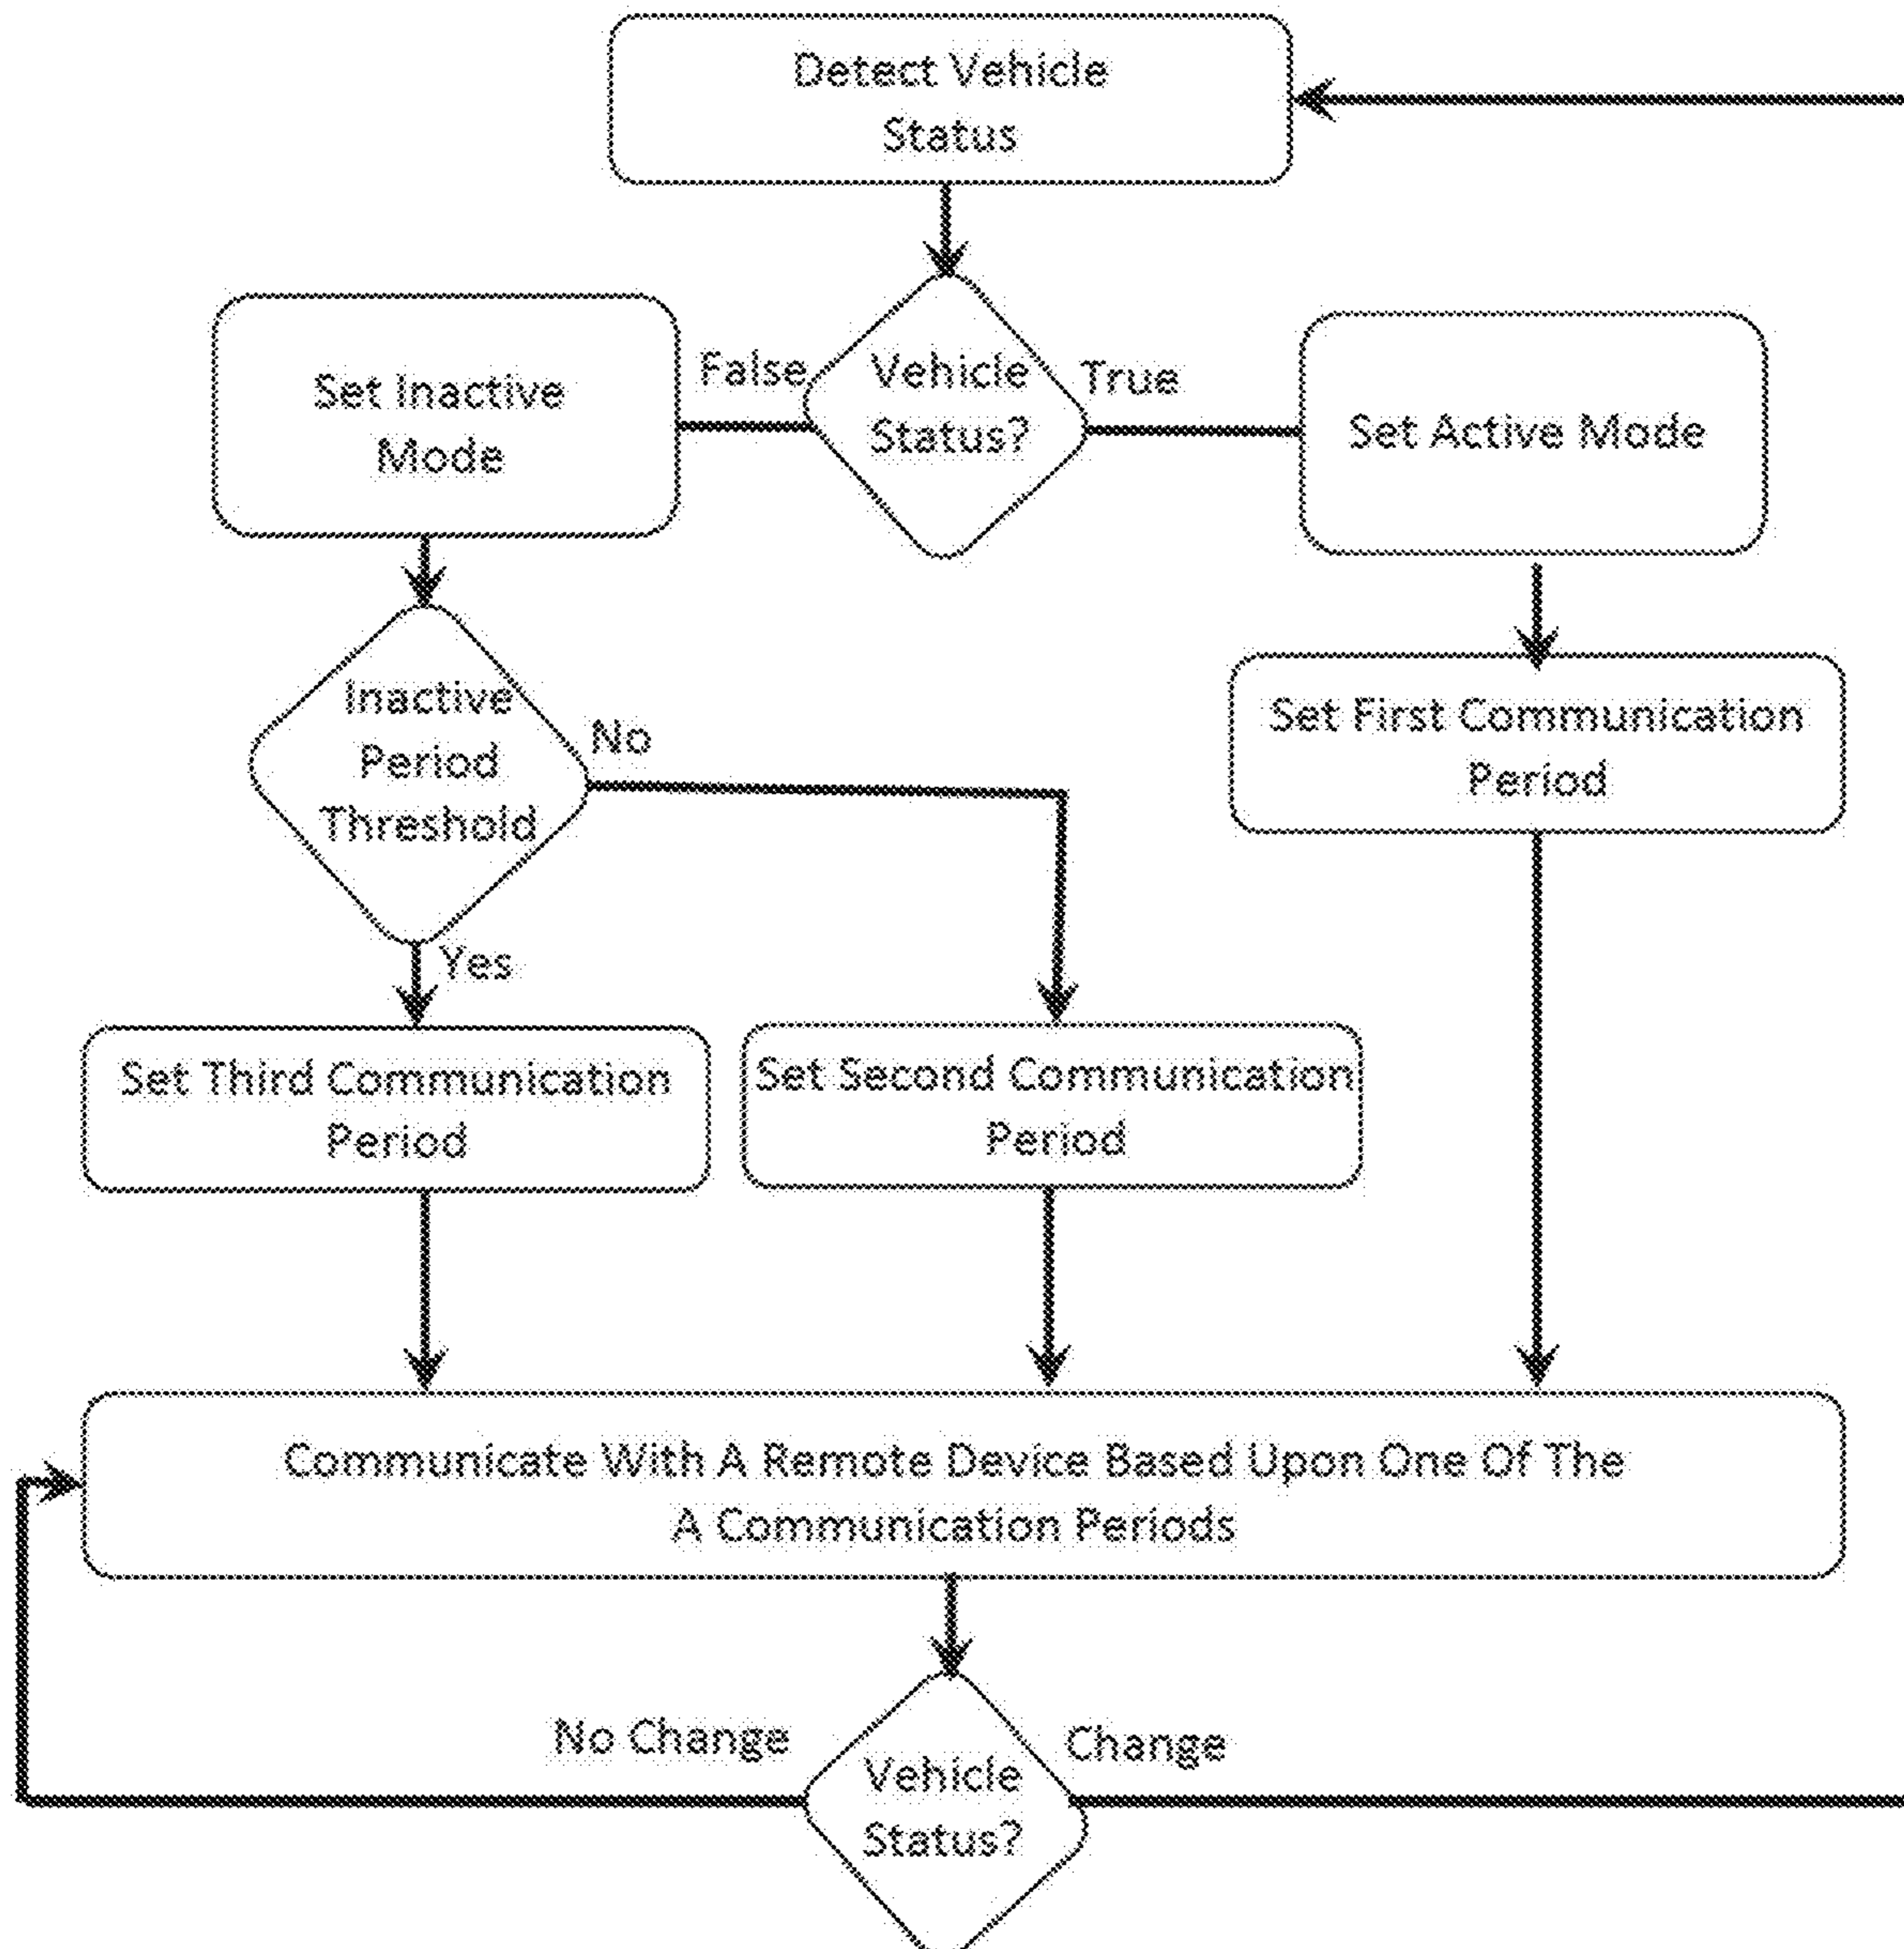 Detect Vehicle
Status
False
Vehicle
Status?
True
Set Inactive
Mode
Set Active Mode
Inactive
Period
Threshold
No
Yes
Set First Communication
Period
Set Third Communication
Period
Set Second Communication
Period
Communicate With A Remote Device Based Upon One Of The
A Communication Periods
No Change
Vehicle
Status?
Change